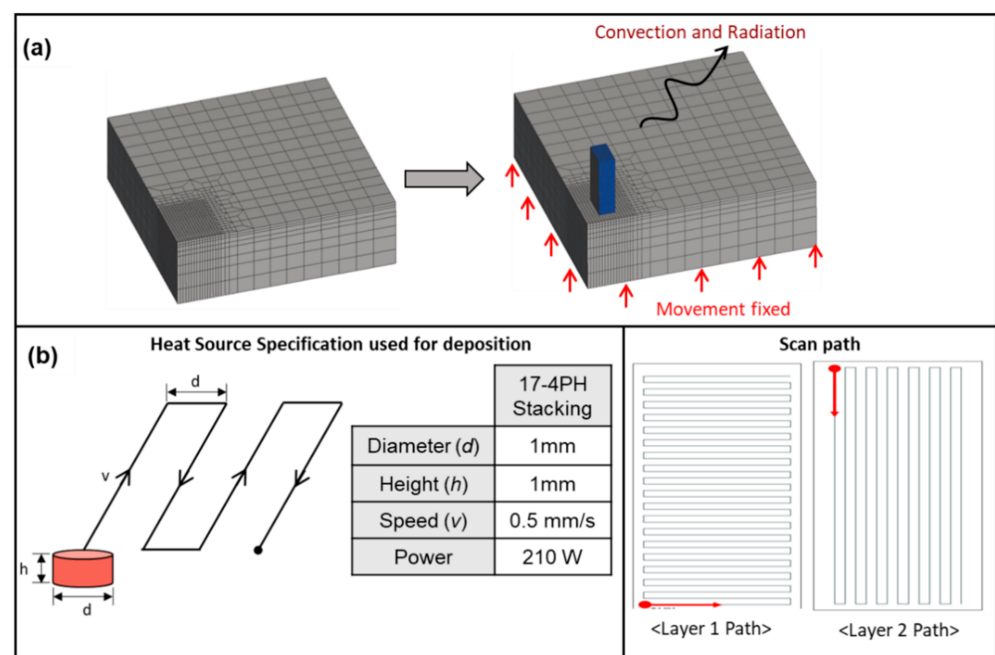 (a)
Convection and Radiation
Movement fixed
(b)
Heat Source Specification used for deposition
d
v
h
d
17-4PH
Stacking
Diameter (d)
1mm
Height (h)
1mm
Speed (v)
0.5 mm/s
Power
210 W
Scan path
<Layer 1 Path>
<Layer 2 Path>